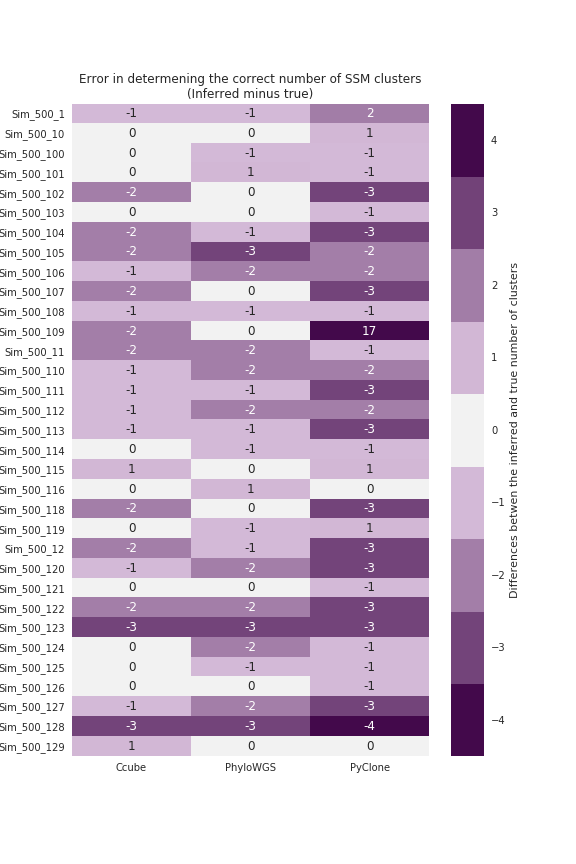 Error in determening the correct number of SSM clusters
(Inferred minus true)
Sim_500_1 -1 -1 2
Sim_500_10 0 0 1
Sim_500_100 0 -1 -1
Sim_500_101 0 1 -1
Sim_500_102 -2 0 -3
Sim_500_103 0 0 -1
Sim_500_104 -2 -1 -3
Sim_500_105 -2 -3 -2
Sim_500_106 -1 -2 -2
Sim_500_107 -2 0 -3
Sim_500_108 -1 -1 -1
Sim_500_109 -2 0 17
Sim_500_11 -2 -2 -1
Sim_500_110 -1 -2 -2
Sim_500_111 -1 -1 -3
Sim_500_112 -1 -2 -2
Sim_500_113 -1 -1 -3
Sim_500_114 0 -1 -1
Sim_500_115 1 0 1
Sim_500_116 0 1 0
Sim_500_118 -2 0 -3
Sim_500_119 0 -1 1
Sim_500_12 -2 -1 -3
Sim_500_120 -1 -2 -3
Sim_500_121 0 0 -1
Sim_500_122 -2 -2 -3
Sim_500_123 -3 -3 -3
Sim_500_124 0 -2 -1
Sim_500_125 0 -1 -1
Sim_500_126 0 0 -1
Sim_500_127 -1 -2 -3
Sim_500_128 -3 -3 -4
Sim_500_129 1 0 0
Ccube PhyloWGS PyClone
4
3
2
1
0
−1
−2
−3
−4
Differences betwen the inferred and true number of clusters